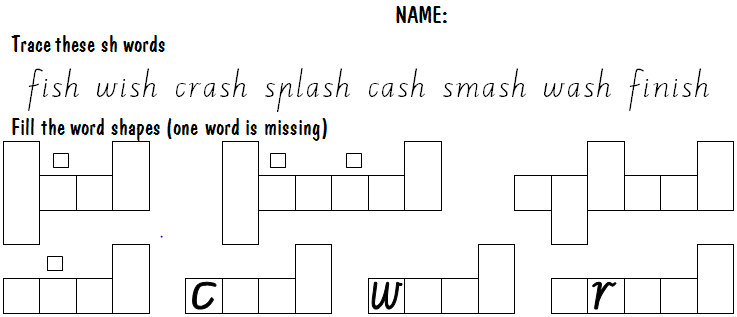 NAME:
Trace these sh words
fish wish crash splash cash smash wash finish
Fill the word shapes (one word is missing)
c w r